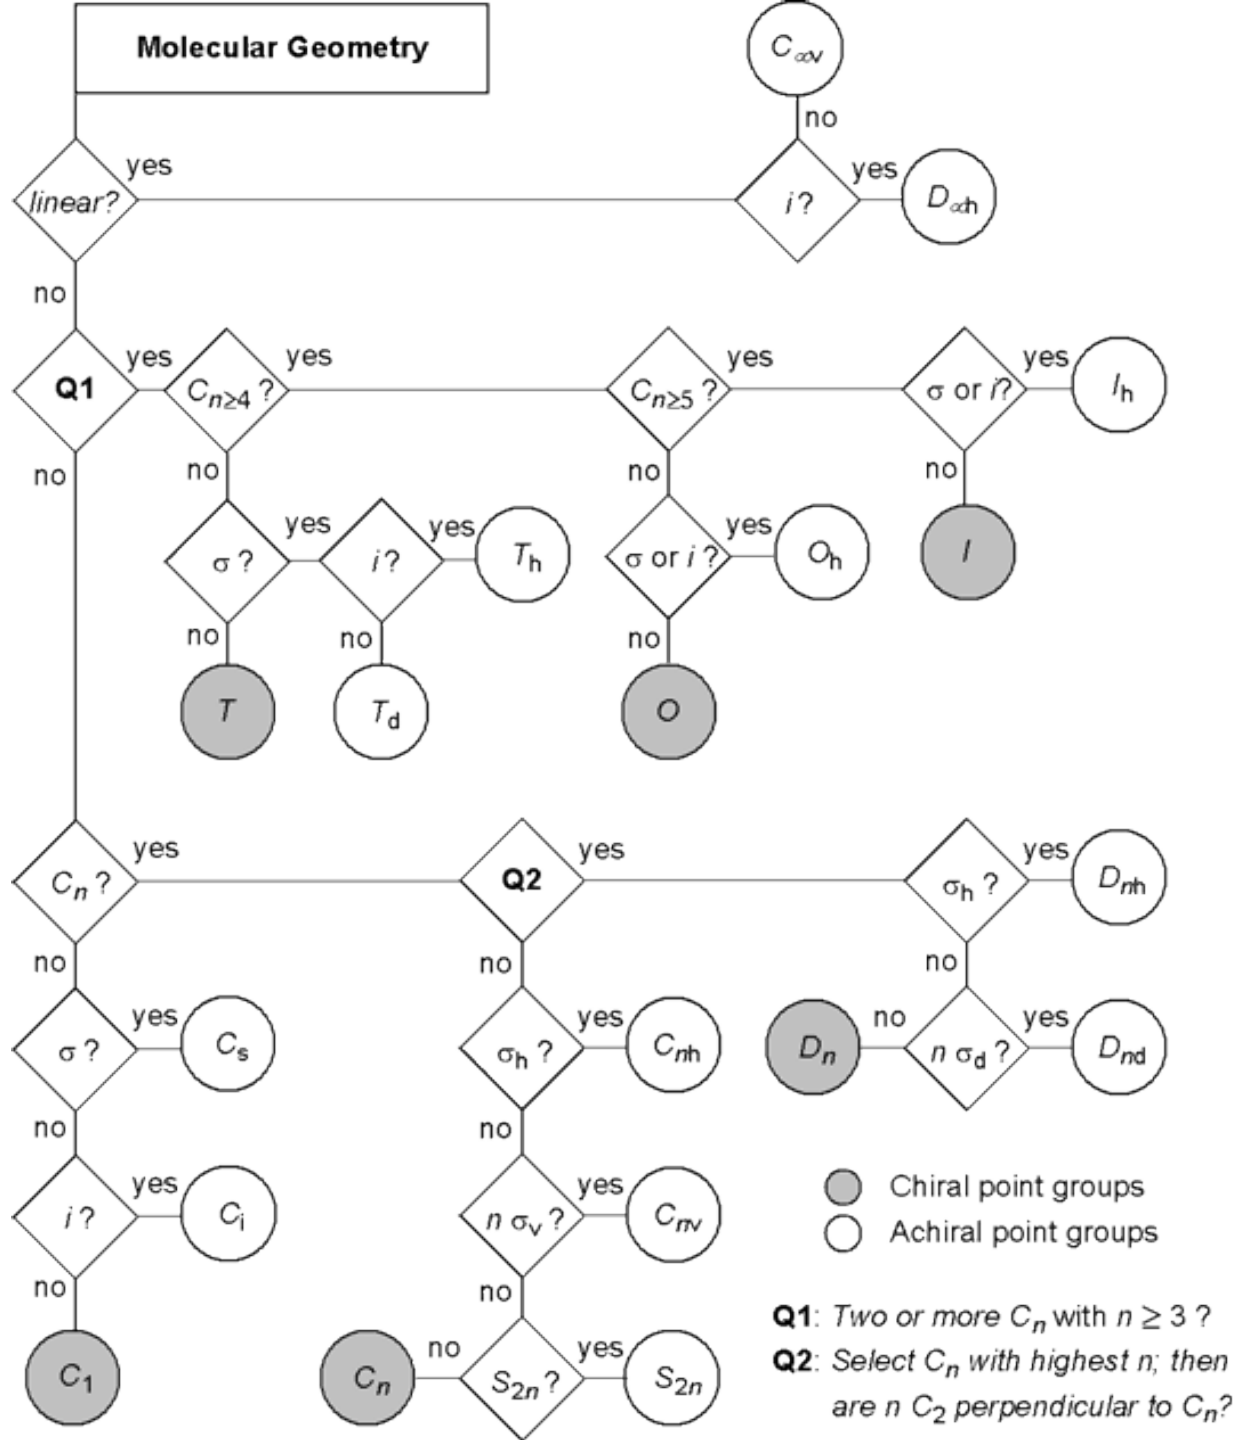 Molecular Geometry
C∞v
no
yes
linear?
i?
yes
D∞h
no
Q1
yes
Cn≥4 ?
yes
Cn≥5 ?
yes
σ or i?
yes
Ih
no
no
no
no
σ ?
yes
i?
yes
Th
σ or i ?
yes
Oh
I
no
no
no
T
Td
O
Cn ?
yes
Q2
yes
σh ?
yes
Dnh
no
no
no
σ ?
yes
Cs
σh ?
yes
Cnh
Dn
no
n σd ?
yes
Dnd
no
no
i ?
yes
Ci
n σv ?
yes
Cnv
Chiral point groups
Achiral point groups
no
no
C1
Cn
no
S2n ?
yes
S2n
Q1: Two or more Cn with n ≥ 3 ?
Q2: Select Cn with highest n; then
are n C2 perpendicular to Cn?